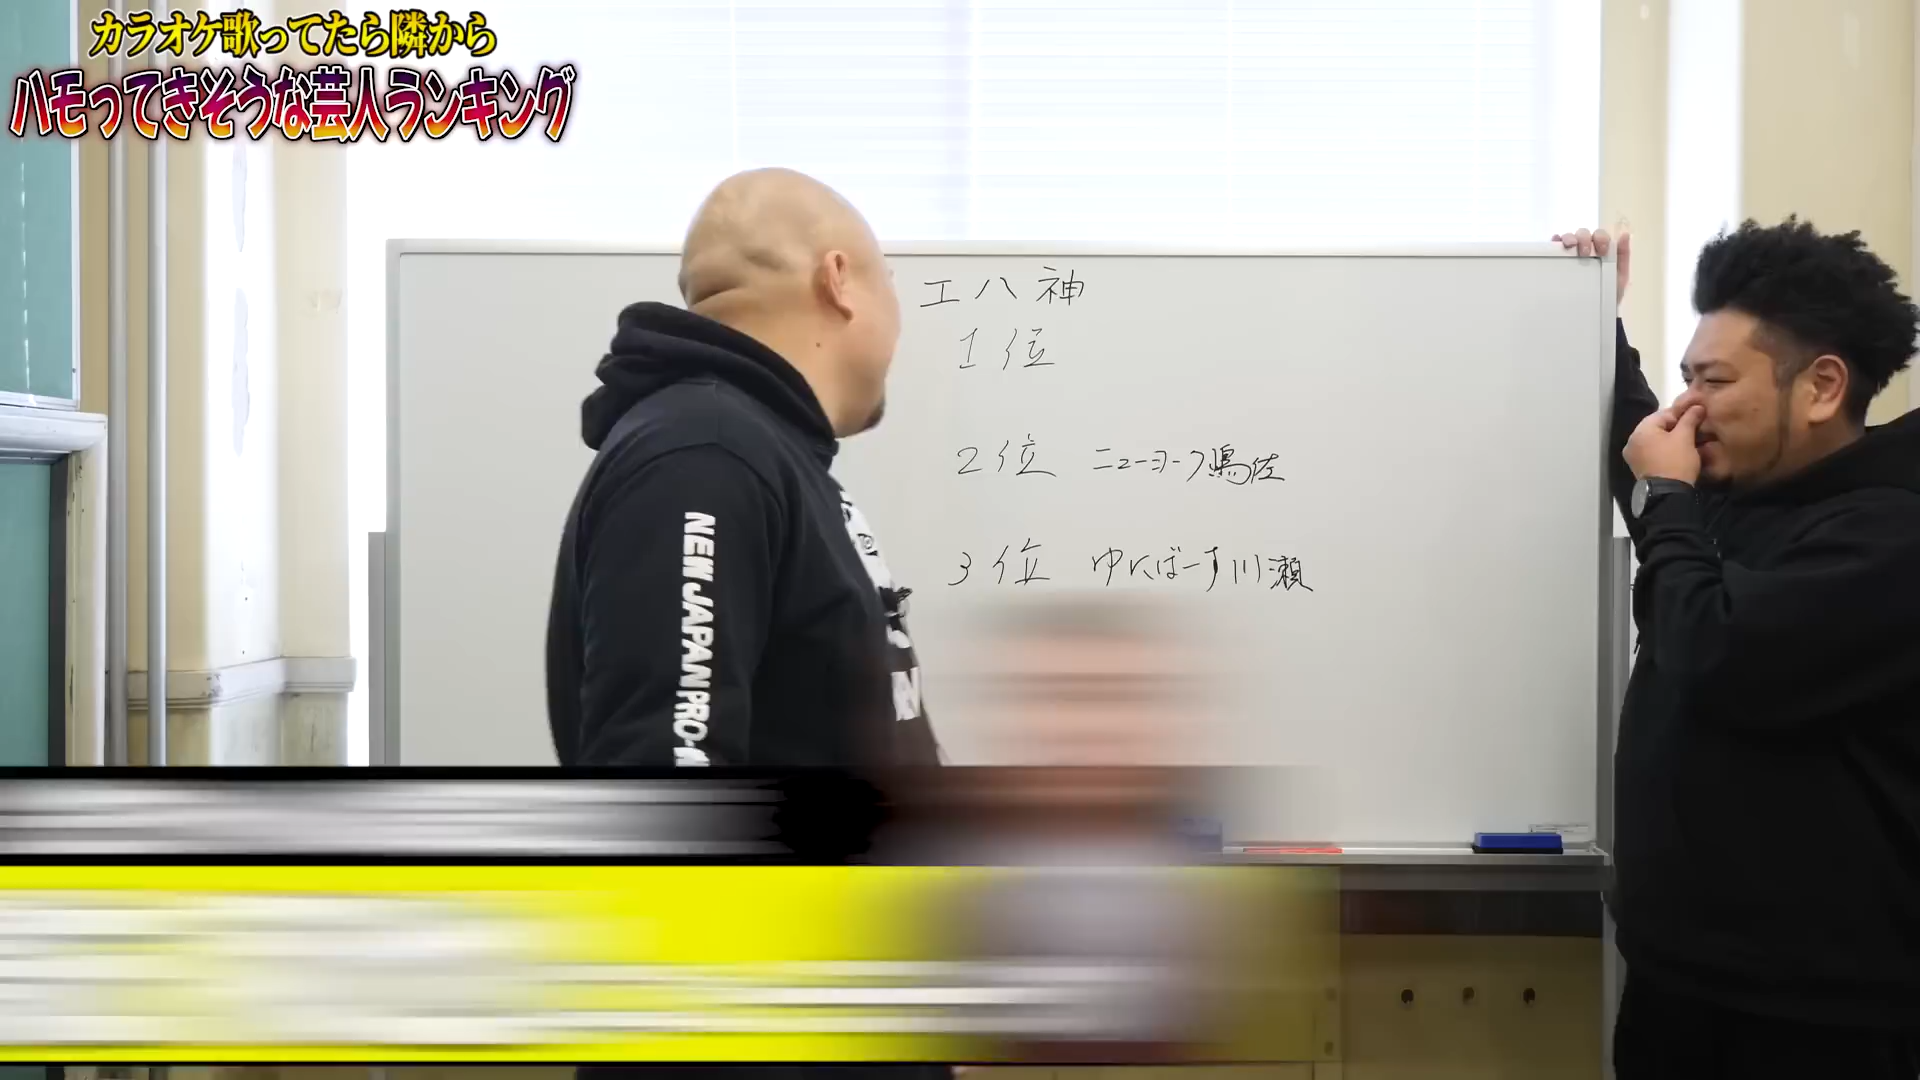 カラオケ歌ってたら隣から
ハモってきそうな芸人ランキング
エハ神
1位
2位 ニューヨーク嶋佐
3位 ゆにばーす川瀬
NEW JAPAN PRO-